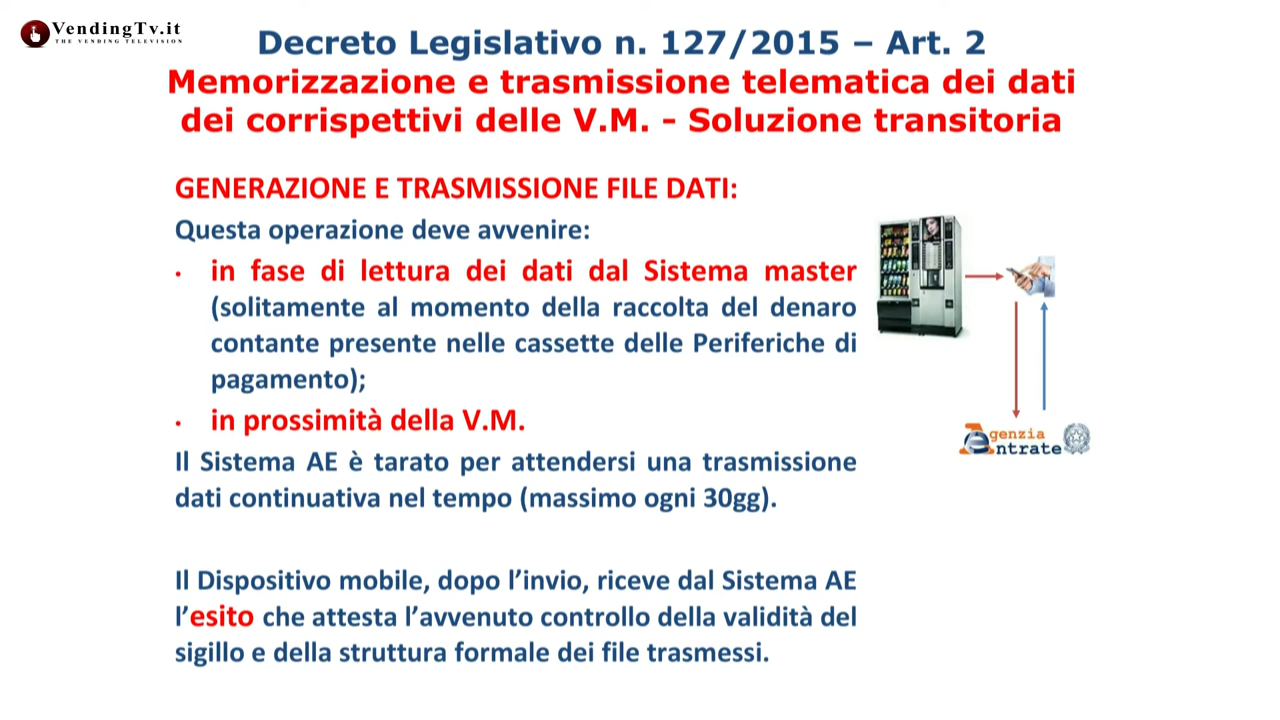 VendingTv.it
THE VENDING TELEVISION
Decreto Legislativo n. 127/2015 – Art. 2
Memorizzazione e trasmissione telematica dei dati
dei corrispettivi delle V.M. - Soluzione transitoria
GENERAZIONE E TRASMISSIONE FILE DATI:
Questa operazione deve avvenire:
• in fase di lettura dei dati dal Sistema master
(solitamente al momento della raccolta del denaro
contante presente nelle cassette delle Periferiche di
pagamento);
• in prossimità della V.M.
Il Sistema AE è tarato per attendersi una trasmissione
dati continuativa nel tempo (massimo ogni 30gg).
Il Dispositivo mobile, dopo l’invio, riceve dal Sistema AE
l’esito che attesta l’avvenuto controllo della validità del
sigillo e della struttura formale dei file trasmessi.
Agenzia
Entrate